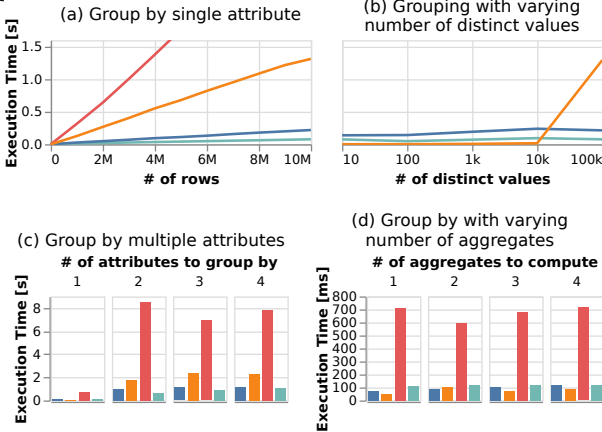 (a) Group by single attribute
Execution Time [s]
1.5
1.0
0.5
0.0
0 2M 4M 6M 8M 10M
# of rows
(b) Grouping with varying
number of distinct values
10 100 1k 10k 100k
# of distinct values
(c) Group by multiple attributes
# of attributes to group by
1 2 3 4
Execution Time [s]
8
6
4
2
0
(d) Group by with varying
number of aggregates
# of aggregates to compute
1 2 3 4
Execution Time [ms]
800
700
600
500
400
300
200
100
0